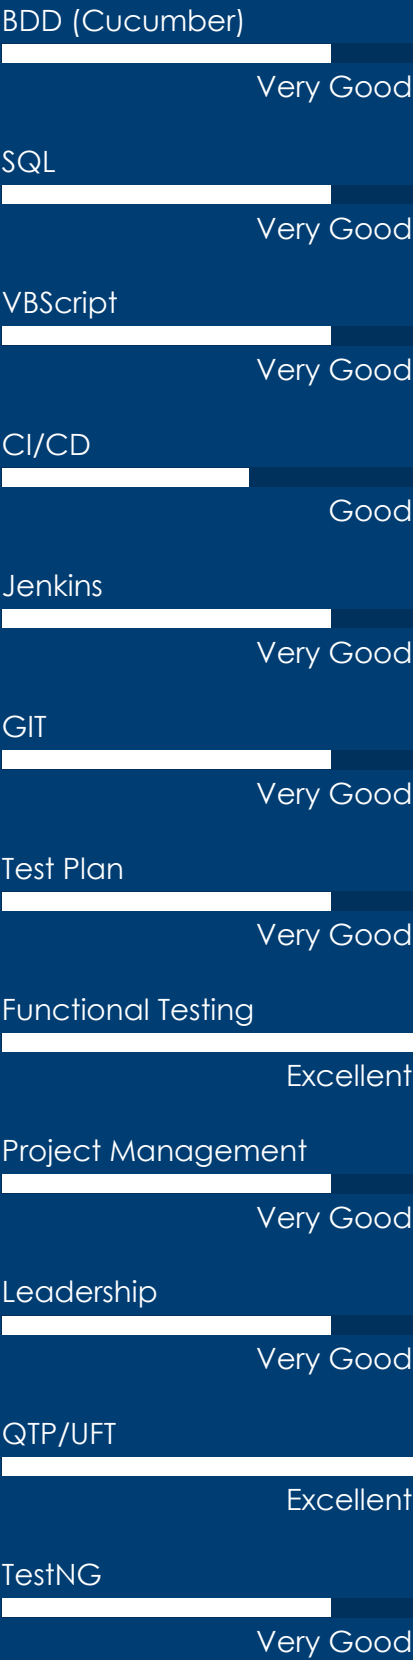 BDD (Cucumber)
Very Good
SQL
Very Good
VBScript
Very Good
CI/CD
Good
Jenkins
Very Good
GIT
Very Good
Test Plan
Very Good
Functional Testing
Excellent
Project Management
Very Good
Leadership
Very Good
QTP/UFT
Excellent
TestNG
Very Good